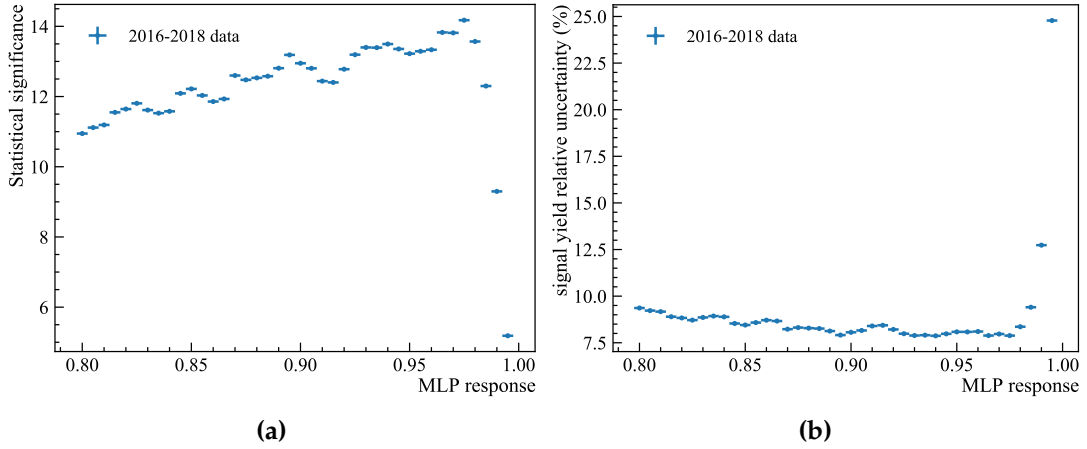 Statistical significance
14
12
10
8
6
2016-2018 data
0.80
0.85
0.90
0.95
1.00
MLP response
(a)
signal yield relative uncertainty (%)
25.0
22.5
20.0
17.5
15.0
12.5
10.0
7.5
2016-2018 data
0.80
0.85
0.90
0.95
1.00
MLP response
(b)